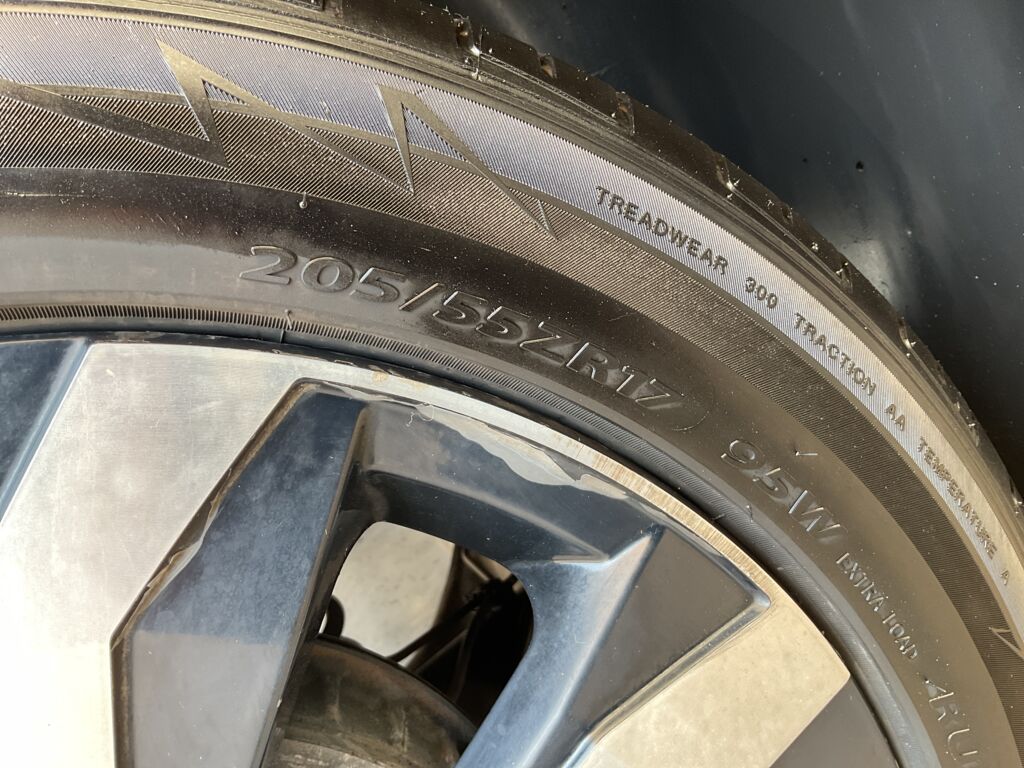 TREADWEAR 300 TRACTION AA TEMPERATURE A
205/55ZR17 95W EXTRA LOAD